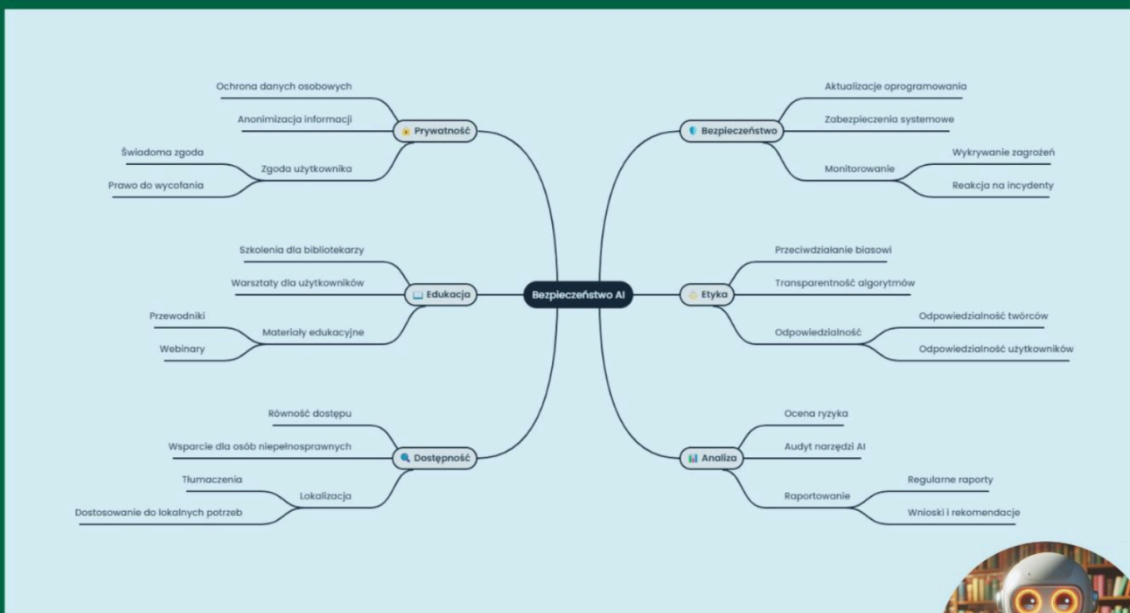 Bezpieczeństwo AI
Prywatność
Ochrona danych osobowych
Anonimizacja informacji
Zgoda użytkownika
Świadoma zgoda
Prawo do wycofania
Edukacja
Szkolenia dla bibliotekarzy
Warsztaty dla użytkowników
Materiały edukacyjne
Przewodniki
Webinary
Dostępność
Równość dostępu
Wsparcie dla osób niepełnosprawnych
Lokalizacja
Tłumaczenia
Dostosowanie do lokalnych potrzeb
Bezpieczeństwo
Aktualizacje oprogramowania
Zabezpieczenia systemowe
Monitorowanie
Wykrywanie zagrożeń
Reakcja na incydenty
Etyka
Przeciwdziałanie biasowi
Transparentność algorytmów
Odpowiedzialność
Odpowiedzialność twórców
Odpowiedzialność użytkowników
Analiza
Ocena ryzyka
Audyt narzędzi AI
Raportowanie
Regularne raporty
Wnioski i rekomendacje